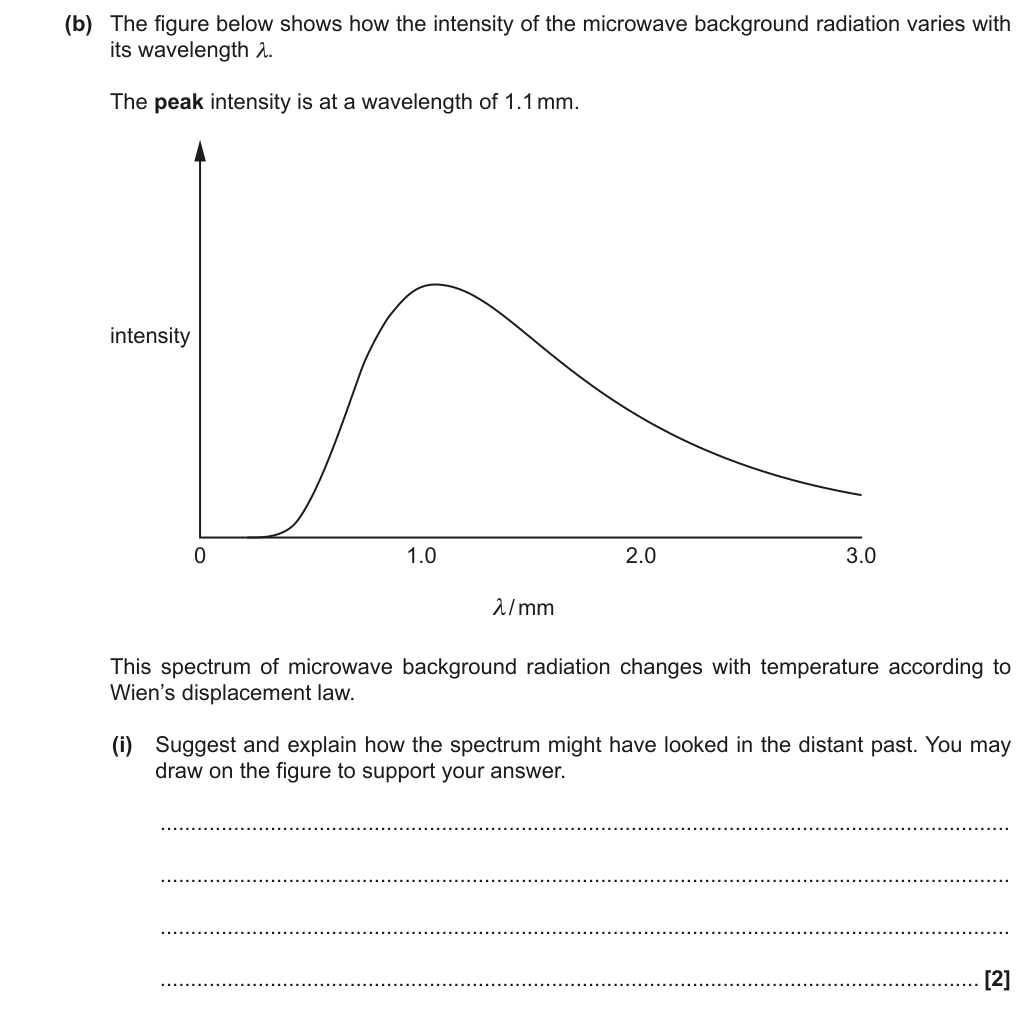 (b) The figure below shows how the intensity of the microwave background radiation varies with
its wavelength λ.
The peak intensity is at a wavelength of 1.1 mm.
intensity
0 1.0 2.0 3.0
λ/mm
This spectrum of microwave background radiation changes with temperature according to
Wien's displacement law.
(i) Suggest and explain how the spectrum might have looked in the distant past. You may
draw on the figure to support your answer.
[2]